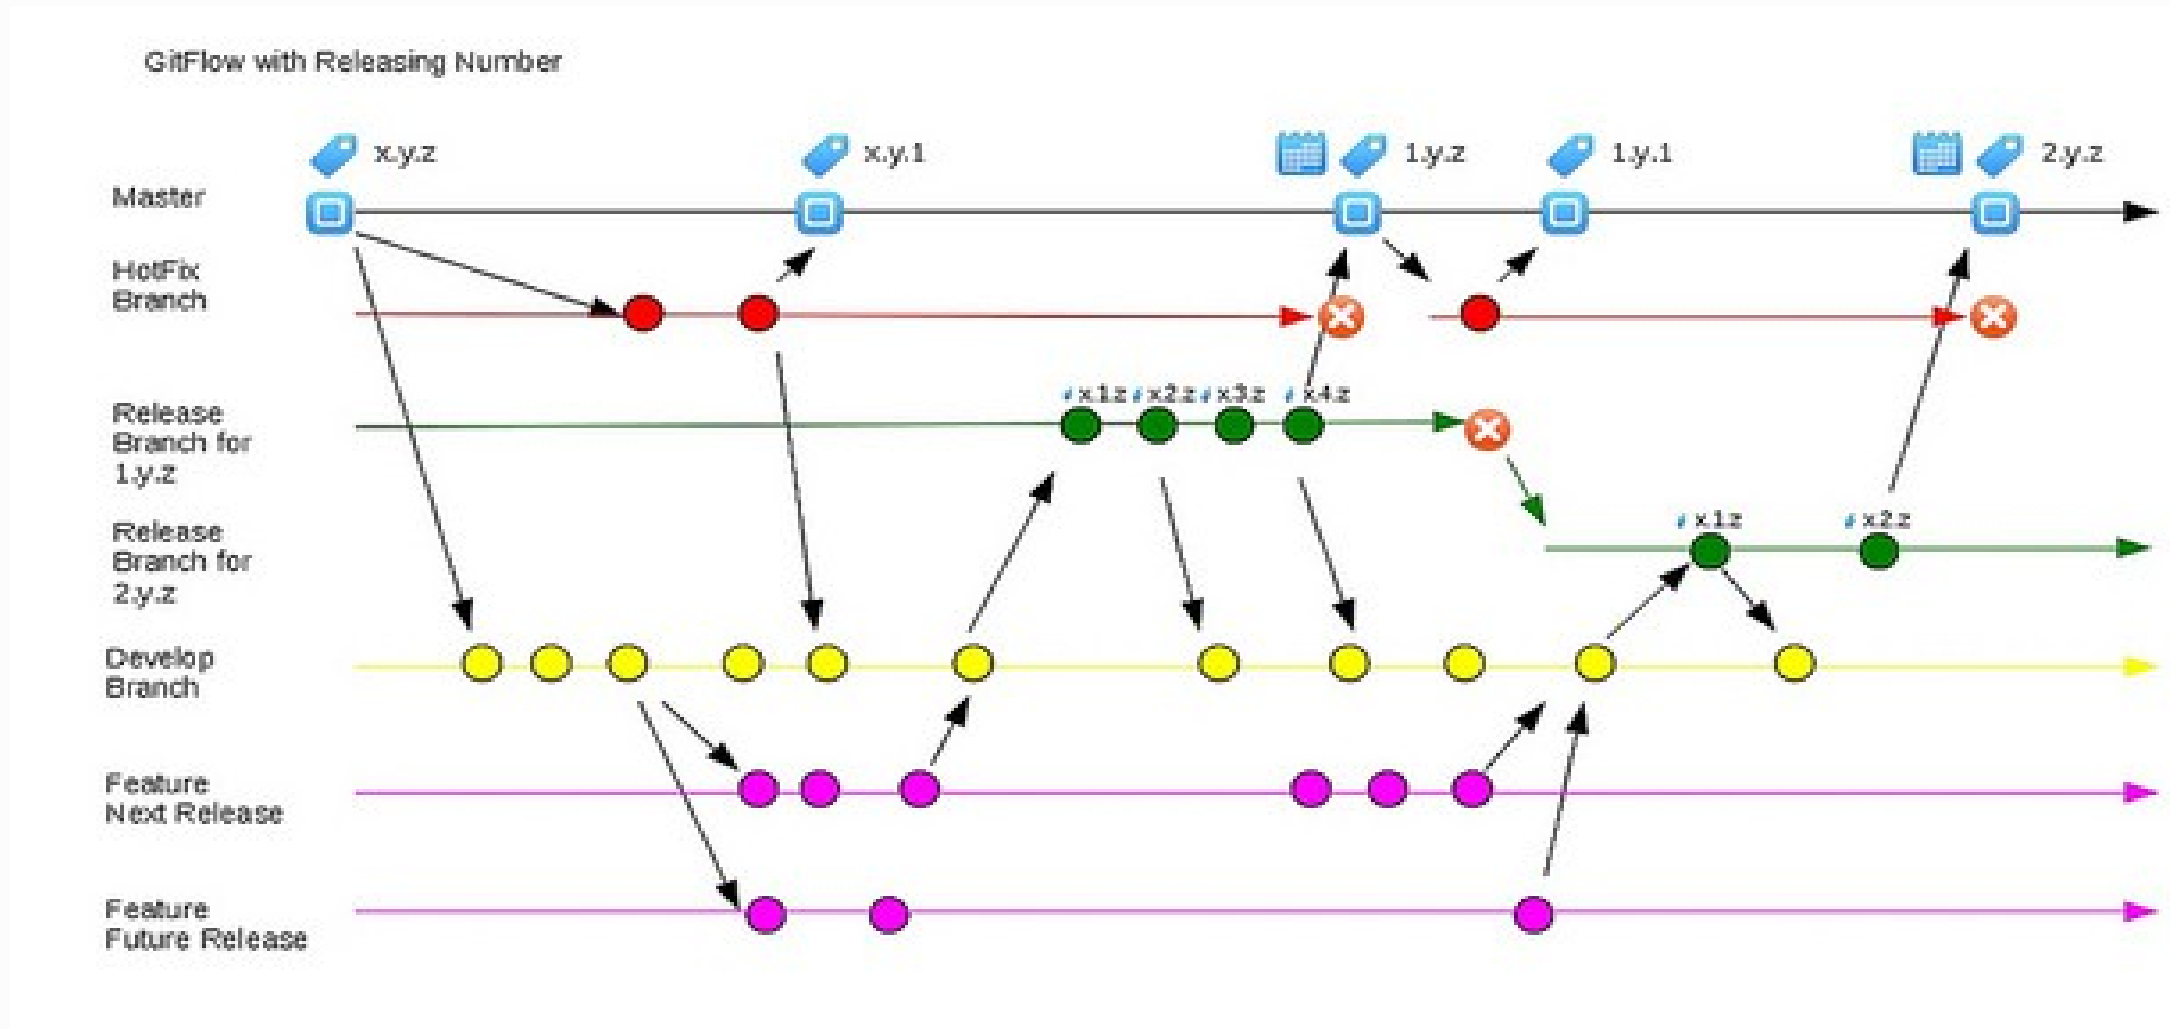 GitFlow with Releasing Number
x.y.z
x.y.1
1.y.z
1.y.1
2.y.z
Master
HotFix
Branch
x.1.z
x.2.z
x.3.z
x.4.z
Release
Branch for
1.y.z
Release
Branch for
2.y.z
x.1.z
x.2.z
Develop
Branch
Feature
Next Release
Feature
Future Release